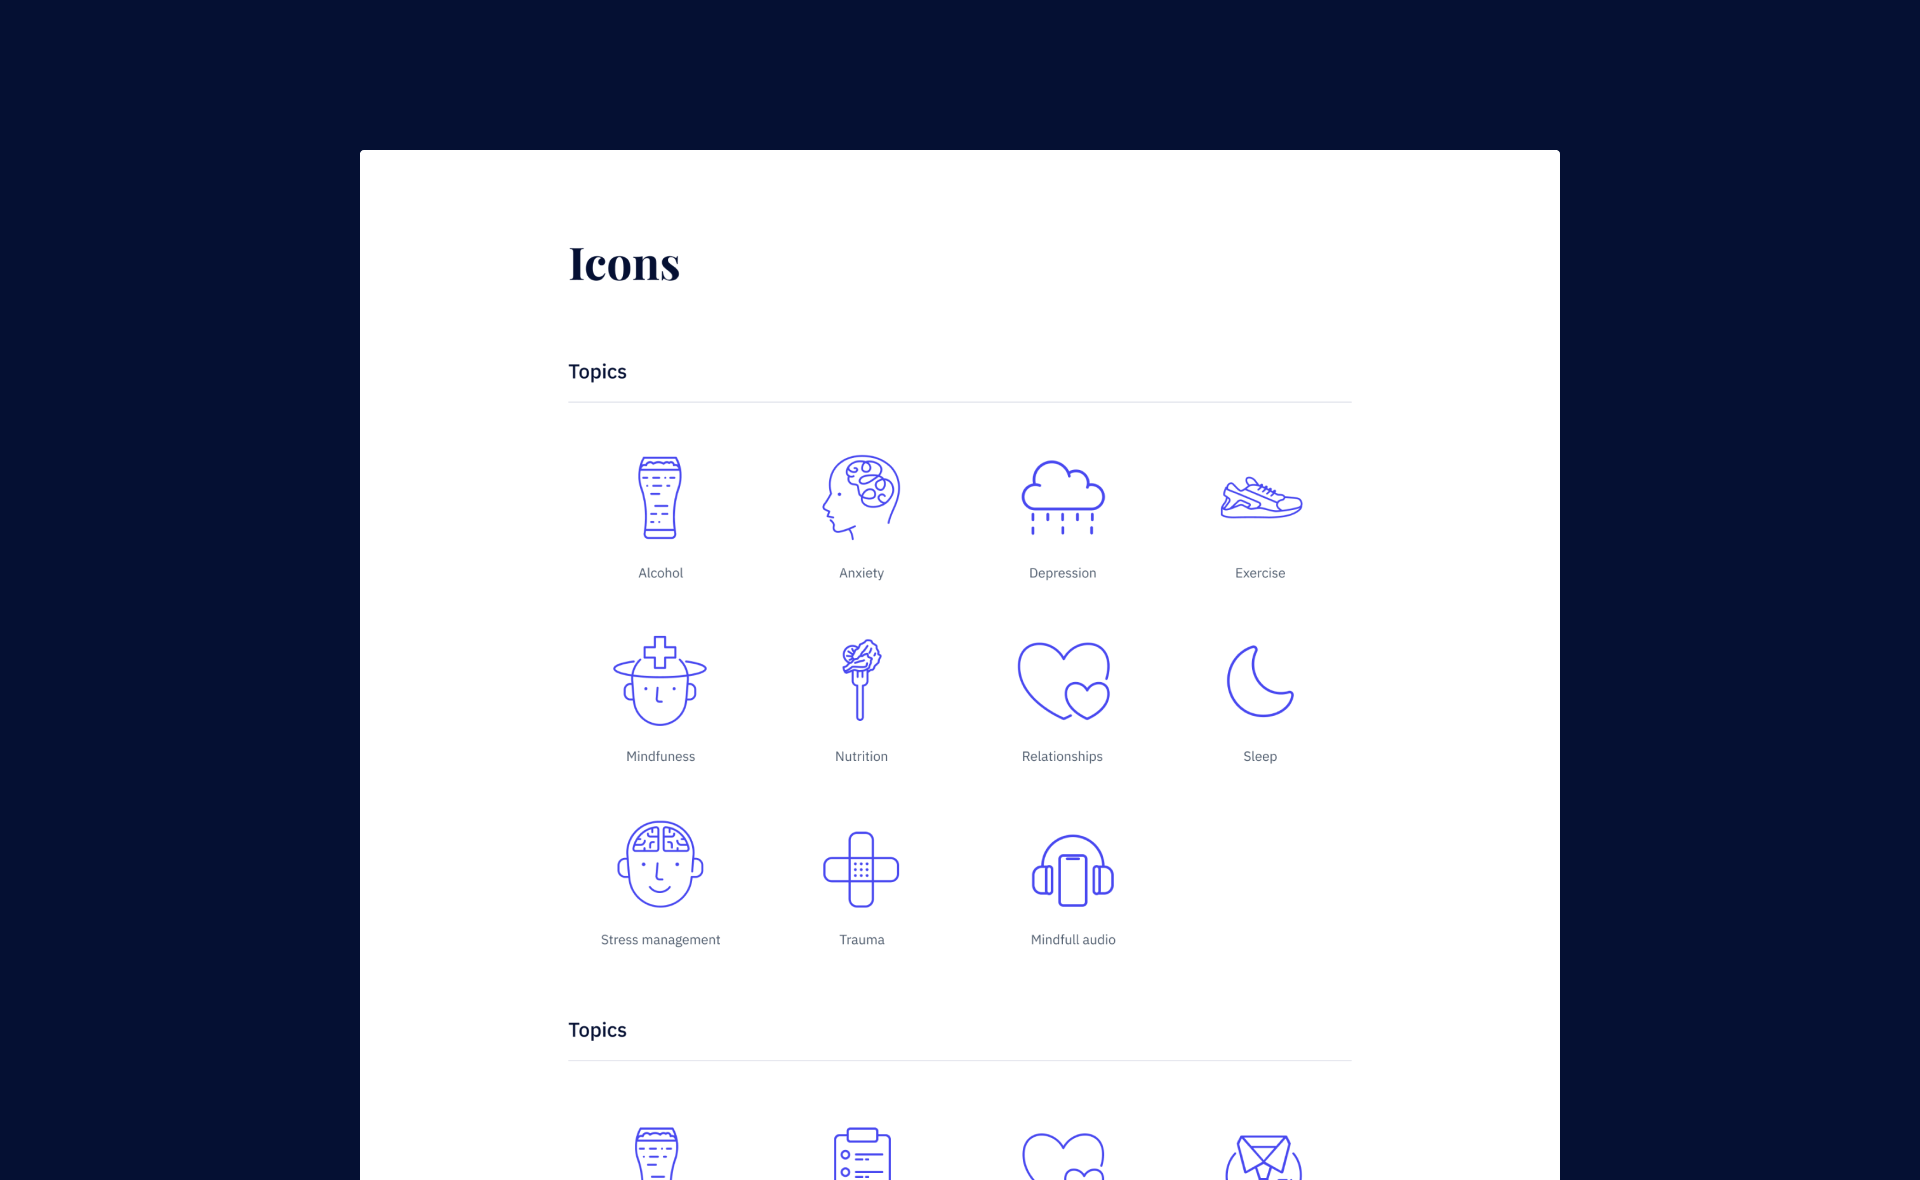 Icons
Topics
Alcohol
Anxiety
Depression
Exercise
Mindfuness
Nutrition
Relationships
Sleep
Stress management
Trauma
Mindfull audio
Topics